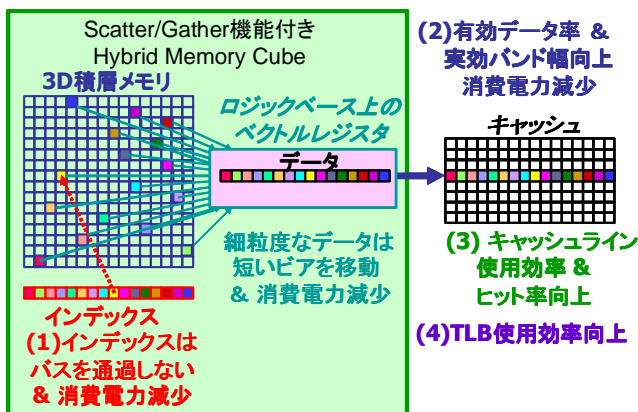 Scatter/Gather機能付き
Hybrid Memory Cube
3D積層メモリ
ロジックベース上の
ベクトルレジスタ
データ
細粒度なデータは
短いビアを移動
& 消費電力減少
インデックス
(1)インデックスは
バスを通過しない
& 消費電力減少
(2)有効データ率 &
実効バンド幅向上
消費電力減少
キャッシュ
(3) キャッシュライン
使用効率 &
ヒット率向上
(4)TLB使用効率向上